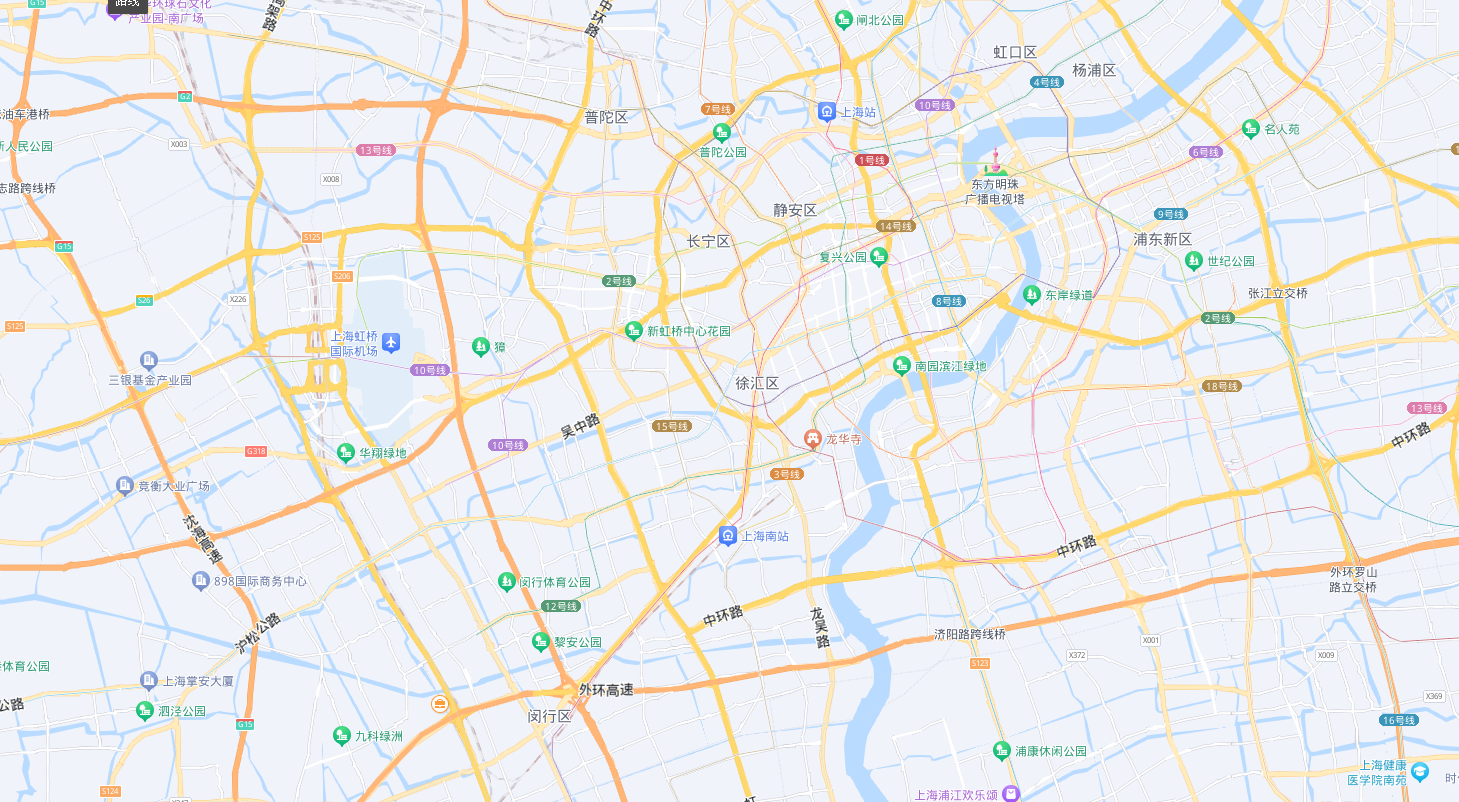 G15
路线
环球石文化
产业园-南广场
高架路
中环路
闸北公园
虹口区
杨浦区
4号线
G2
油车港桥
普陀区
7号线
上海站
10号线
人民公园
X003
13号线
普陀公园
1号线
名人苑
6号线
志路跨线桥
X008
东方明珠
广播电视塔
静安区
14号线
9号线
G15
S125
长宁区
复兴公园
浦东新区
世纪公园
S206
2号线
S26
X226
8号线
东岸绿道
张江立交桥
S125
上海虹桥
国际机场
新虹桥中心花园
2号线
三银基金产业园
獐
10号线
徐汇区
南园滨江绿地
18号线
吴中路
15号线
13号线
中环路
G318
华翔绿地
10号线
龙华寺
3号线
竞衡大业广场
沈海高速
上海南站
中环路
898国际商务中心
闵行体育公园
12号线
外环罗山
路立交桥
沪松公路
中环路
龙吴路
黎安公园
济阳路跨线桥
X001
体育公园
S123
X372
X009
上海掌安大厦
外环高速
X369
公路
泗泾公园
闵行区
G15
16号线
九科绿洲
浦康休闲公园
上海健康
医学院南苑
时
S124
上海浦江欢乐颂